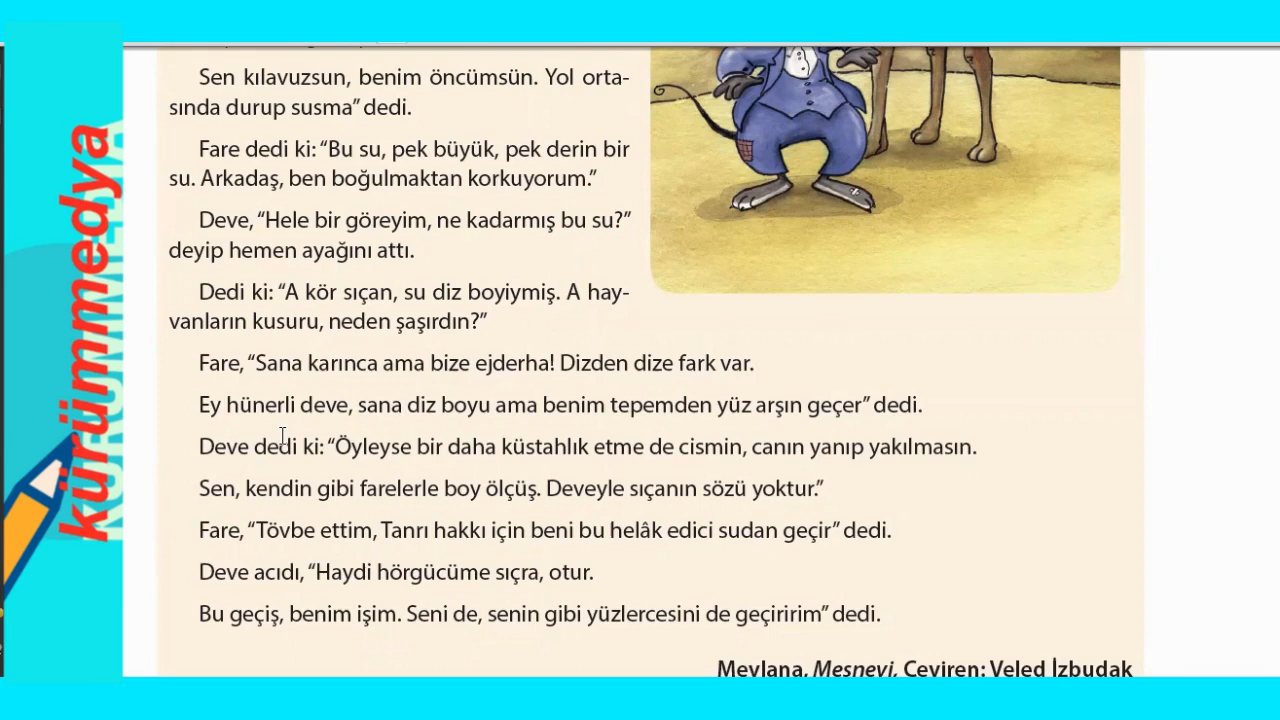 kürümmedya
Sen kılavuzsun, benim öncümsün. Yol orta-
sında durup susma” dedi.
Fare dedi ki: “Bu su, pek büyük, pek derin bir
su. Arkadaş, ben boğulmaktan korkuyorum.”
Deve, “Hele bir göreyim, ne kadarmış bu su?”
deyip hemen ayağını attı.
Dedi ki: “A kör sıçan, su diz boyiymiş. A hay-
vanların kusuru, neden şaşırdın?”
Fare, “Sana karınca ama bize ejderha! Dizden dize fark var.
Ey hünerli deve, sana diz boyu ama benim tepemden yüz arşın geçer” dedi.
Deve dedi ki: “Öyleyse bir daha küstahlık etme de cismin, canın yanıp yakılmasın.
Sen, kendin gibi farelerle boy ölçüş. Deveyle sıçanın sözü yoktur.”
Fare, “Tövbe ettim, Tanrı hakkı için beni bu helâk edici sudan geçir” dedi.
Deve acıdı, “Haydi hörgücüme sıçra, otur.
Bu geçiş, benim işim. Seni de, senin gibi yüzlercesini de geçiririm” dedi.
Mevlana, Mesnevi, Çeviren: Veled İzbudak